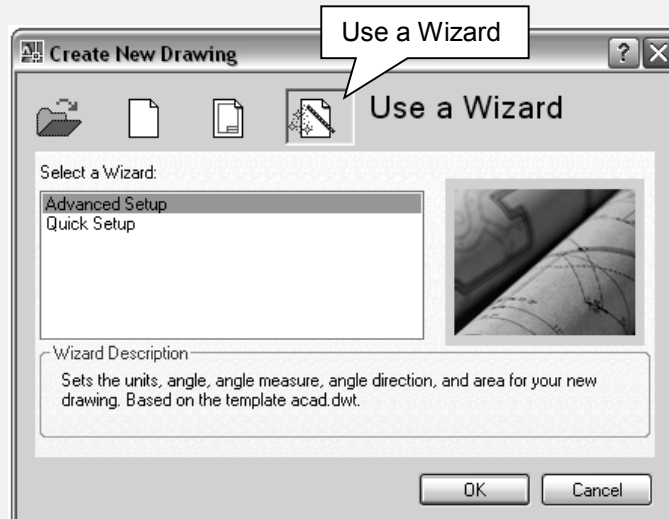 Use a Wizard
Create New Drawing
Use a Wizard
Select a Wizard:
Advanced Setup
Quick Setup
Wizard Description
Sets the units, angle, angle measure, angle direction, and area for your new
drawing. Based on the template acad.dwt.
OK Cancel